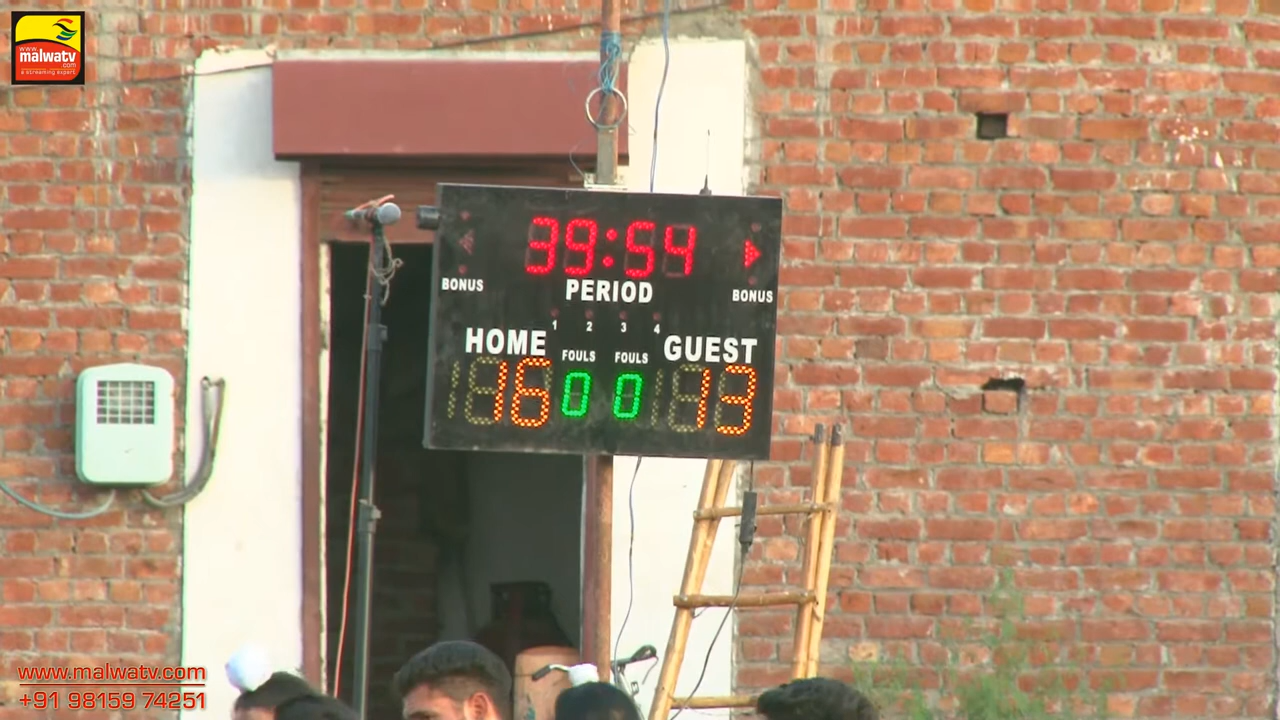 www.
malwatv
.com
a streaming expert
39:54
BONUS
PERIOD
BONUS
1 2 3 4
HOME
FOULS FOULS
GUEST
16 0 0 13
www.malwatv.com
+91 98159 74251